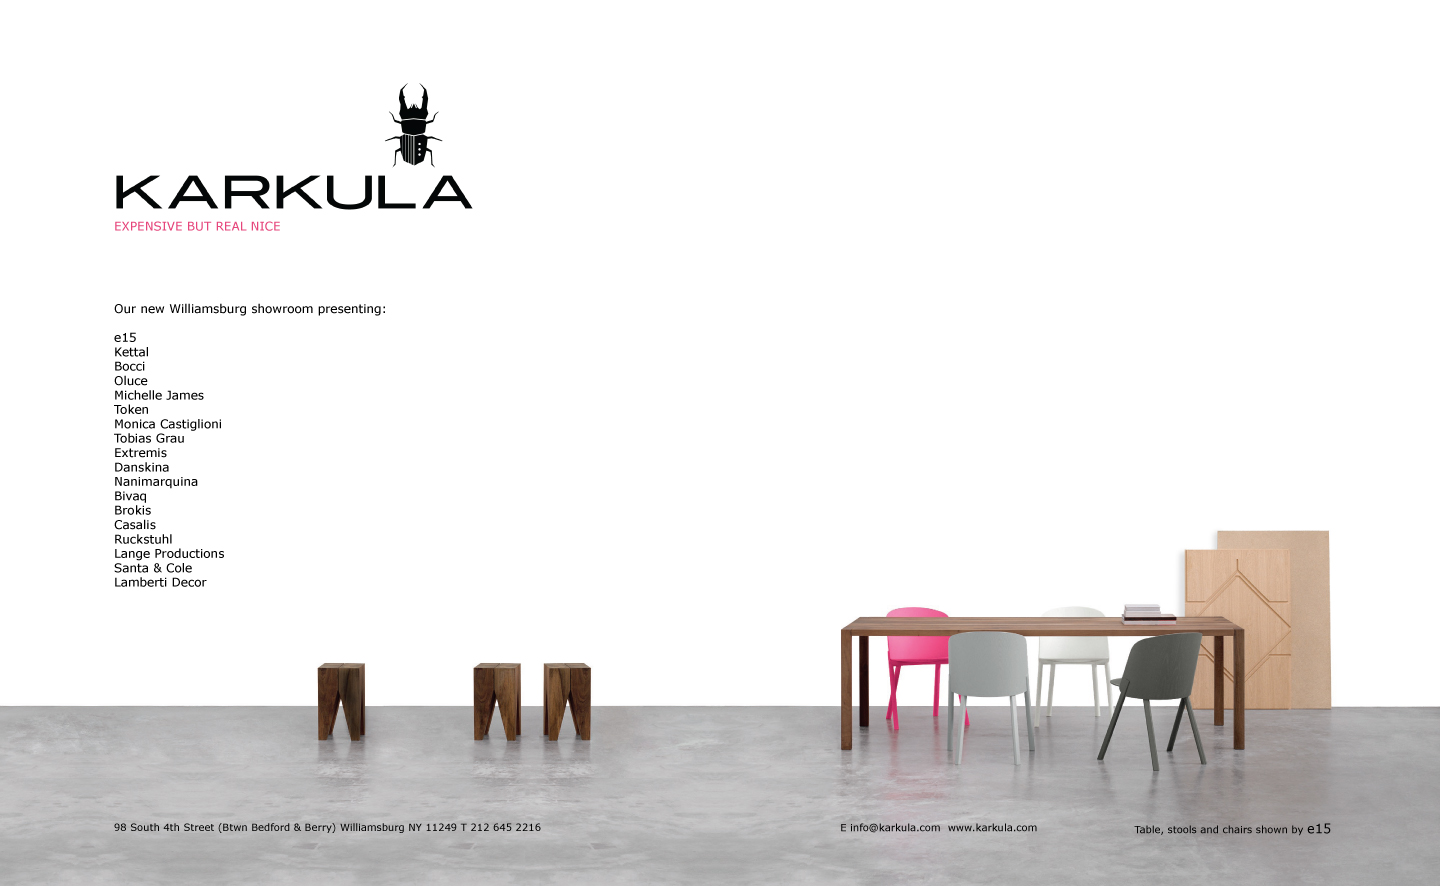 KARKULA
EXPENSIVE BUT REAL NICE
Our new Williamsburg showroom presenting:
e15
Kettal
Bocci
Oluce
Michelle James
Token
Monica Castiglioni
Tobias Grau
Extremis
Danskina
Nanimarquina
Bivaq
Brokis
Casalis
Ruckstuhl
Lange Productions
Santa & Cole
Lamberti Decor
98 South 4th Street (Btwn Bedford & Berry) Williamsburg NY 11249 T 212 645 2216
E info@karkula.com www.karkula.com
Table, stools and chairs shown by e15